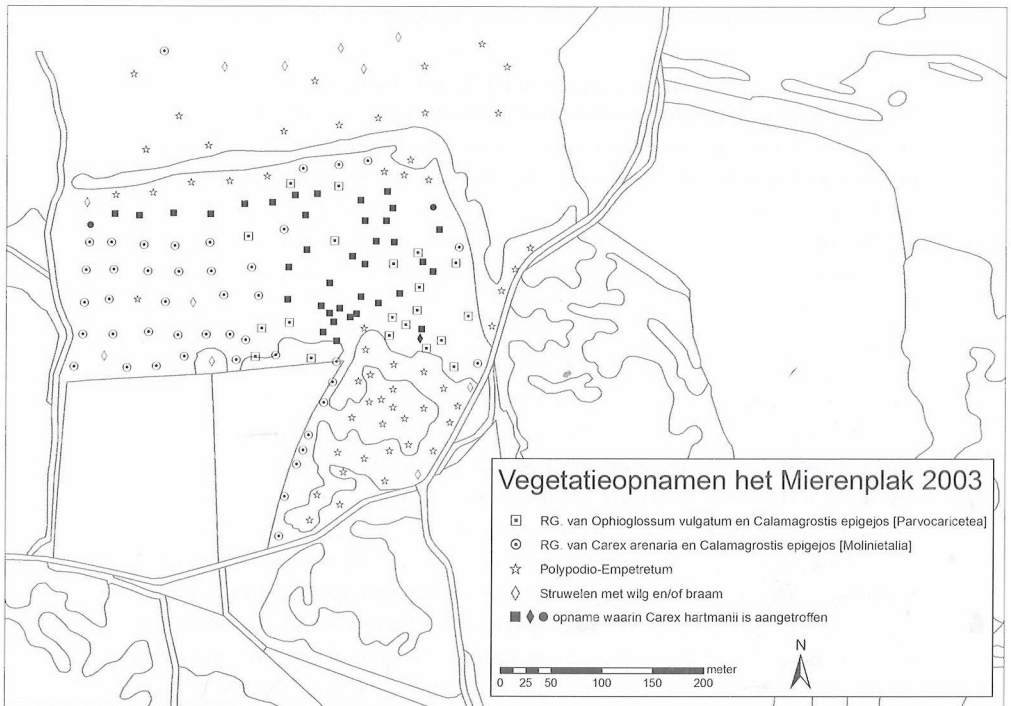 Vegetatieopnamen het Mierenplak 2003
RG. van Ophioglossum vulgatum en Calamagrostis epigejos [Parvocaricetea]
RG. van Carex arenaria en Calamagrostis epigejos [Molinietalia]
Polypodio-Empetretum
Struwelen met wilg en/of braam
opname waarin Carex hartmanii is aangetroffen
N
meter
0 25 50 100 150 200